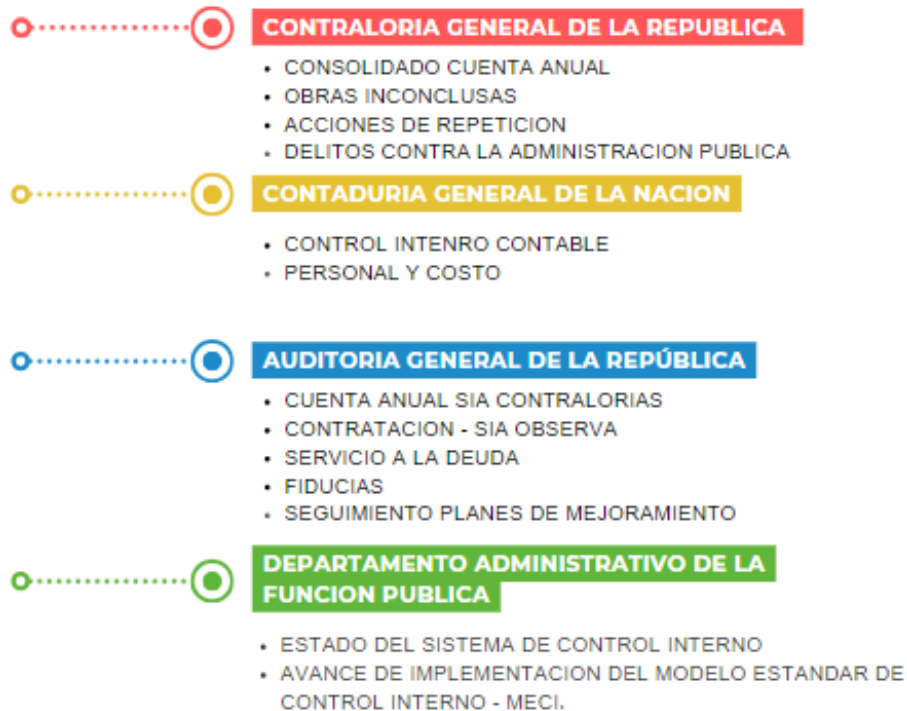 CONTRALORIA GENERAL DE LA REPUBLICA
• CONSOLIDADO CUENTA ANUAL
• OBRAS INCONCLUSAS
• ACCIONES DE REPETICION
• DELITOS CONTRA LA ADMINISTRACION PUBLICA
CONTADURIA GENERAL DE LA NACION
• CONTROL INTENRO CONTABLE
• PERSONAL Y COSTO
AUDITORIA GENERAL DE LA REPÚBLICA
• CUENTA ANUAL SIA CONTRALORIAS
• CONTRATACION - SIA OBSERVA
• SERVICIO A LA DEUDA
• FIDUCIAS
• SEGUIMIENTO PLANES DE MEJORAMIENTO
DEPARTAMENTO ADMINISTRATIVO DE LA
FUNCION PUBLICA
• ESTADO DEL SISTEMA DE CONTROL INTERNO
• AVANCE DE IMPLEMENTACION DEL MODELO ESTANDAR DE
CONTROL INTERNO - MECI.